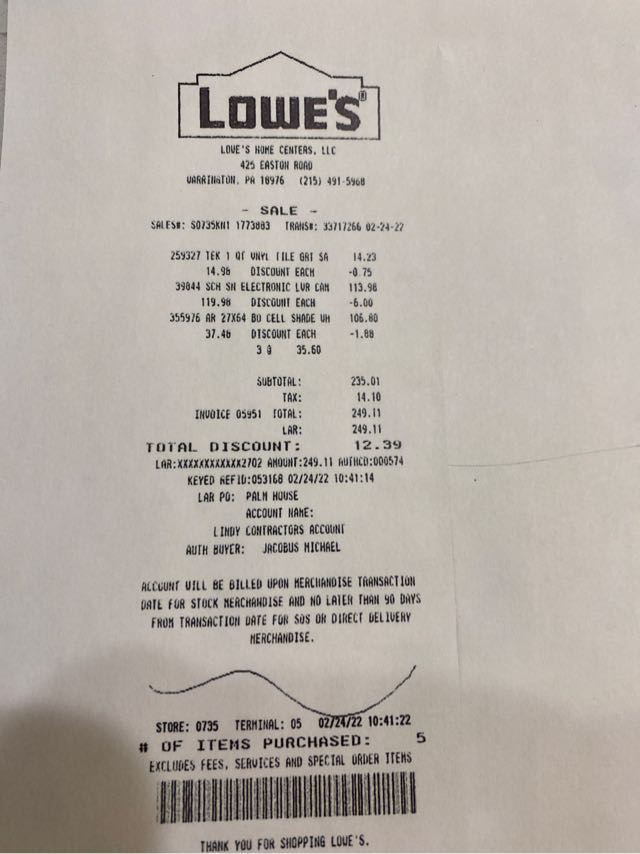 LOWE'S®
LOWE'S HOME CENTERS, LLC
425 EASTON ROAD
WARRINGTON, PA 18976 (215) 491-5968
- SALE -
SALES#: S0735KN1 1773883 TRANS#: 33717266 02-24-22
259327 TEK 1 QT VNYL TILE GRT SA 14.23
14.98 DISCOUNT EACH -0.75
39844 SCH SN ELECTRONIC LVR CAM 113.98
119.98 DISCOUNT EACH -6.00
355976 AR 27X64 BO CELL SHADE WH 106.80
37.48 DISCOUNT EACH -1.88
3 @ 35.60
SUBTOTAL: 235.01
TAX: 14.10
INVOICE 05951 TOTAL: 249.11
LAR: 249.11
TOTAL DISCOUNT: 12.39
LAR:XXXXXXXXXXXX2702 AMOUNT:249.11 AUTHCD:000574
KEYED REFID:053168 02/24/22 10:41:14
LAR PO: PALM HOUSE
ACCOUNT NAME:
LINDY CONTRACTORS ACCOUNT
AUTH BUYER: JACOBUS MICHAEL
ACCOUNT WILL BE BILLED UPON MERCHANDISE TRANSACTION
DATE FOR STOCK MERCHANDISE AND NO LATER THAN 90 DAYS
FROM TRANSACTION DATE FOR SOS OR DIRECT DELIVERY
MERCHANDISE.
STORE: 0735 TERMINAL: 05 02/24/22 10:41:22
# OF ITEMS PURCHASED: 5
EXCLUDES FEES, SERVICES AND SPECIAL ORDER ITEMS
THANK YOU FOR SHOPPING LOWE'S.